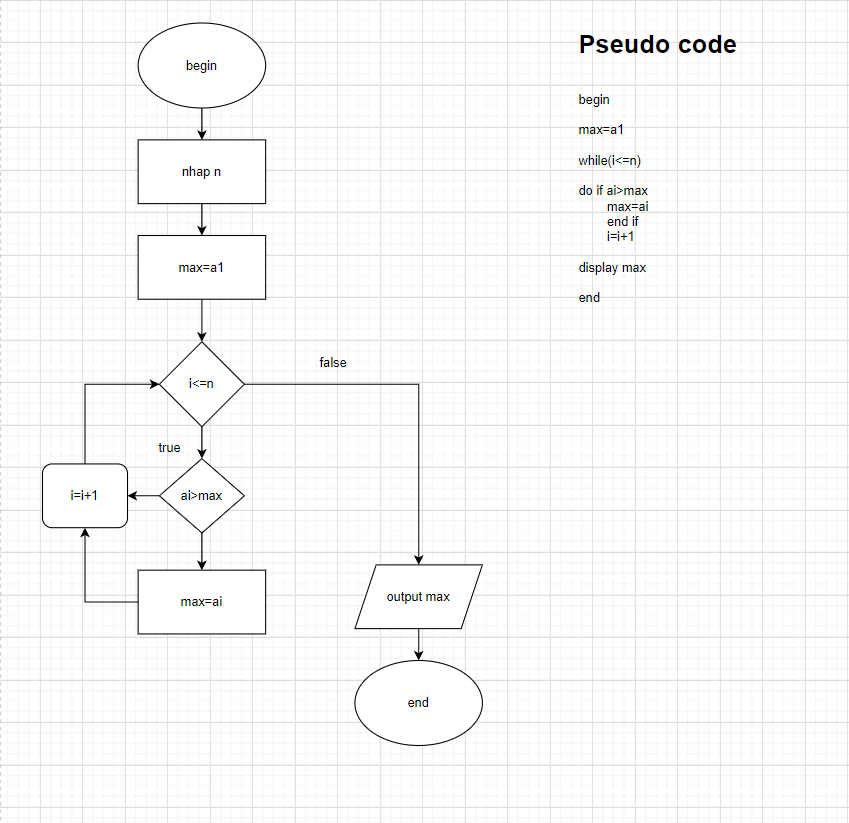 begin
nhap n
max=a1
i<=n
false
true
i=i+1
ai>max
max=ai
output max
end
Pseudo code
begin
max=a1
while(i<=n)
do if ai>max
max=ai
end if
i=i+1
display max
end